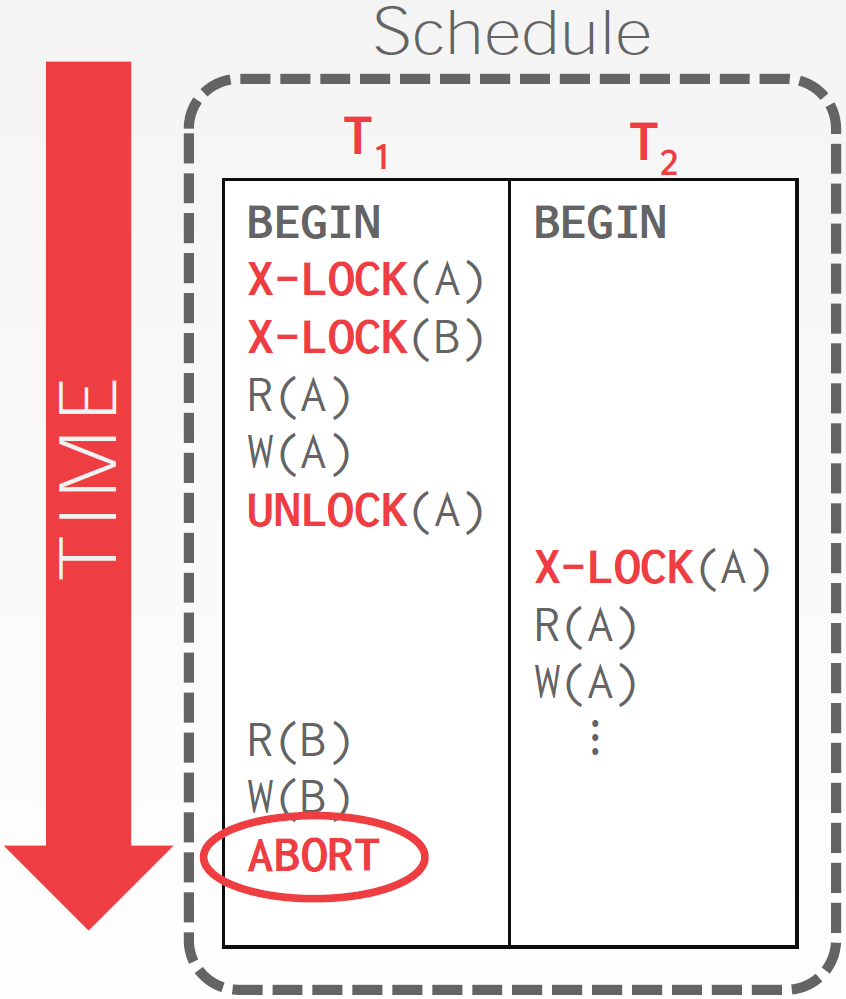 Schedule
TIME
T1 T2
BEGIN BEGIN
X-LOCK(A)
X-LOCK(B)
R(A)
W(A)
UNLOCK(A)
X-LOCK(A)
R(A)
W(A)
R(B) ⋮
W(B)
ABORT